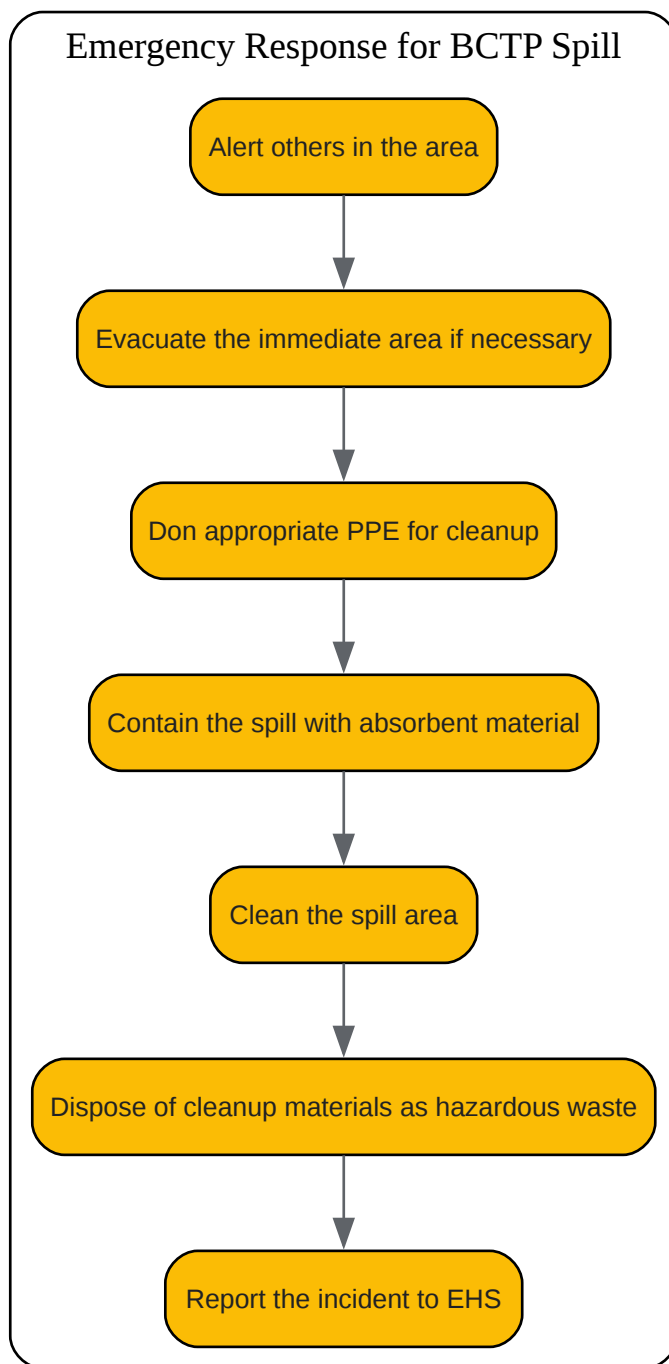 Emergency Response for BCTP Spill
Alert others in the area
Evacuate the immediate area if necessary
Don appropriate PPE for cleanup
Contain the spill with absorbent material
Clean the spill area
Dispose of cleanup materials as hazardous waste
Report the incident to EHS